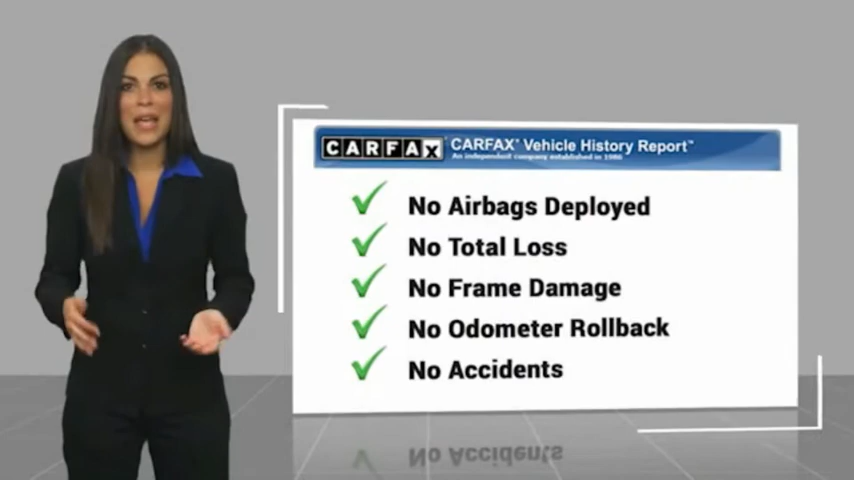 CARFAX CARFAX® Vehicle History Report™
An independent company established in 1986
No Airbags Deployed
No Total Loss
No Frame Damage
No Odometer Rollback
No Accidents
No Accidents